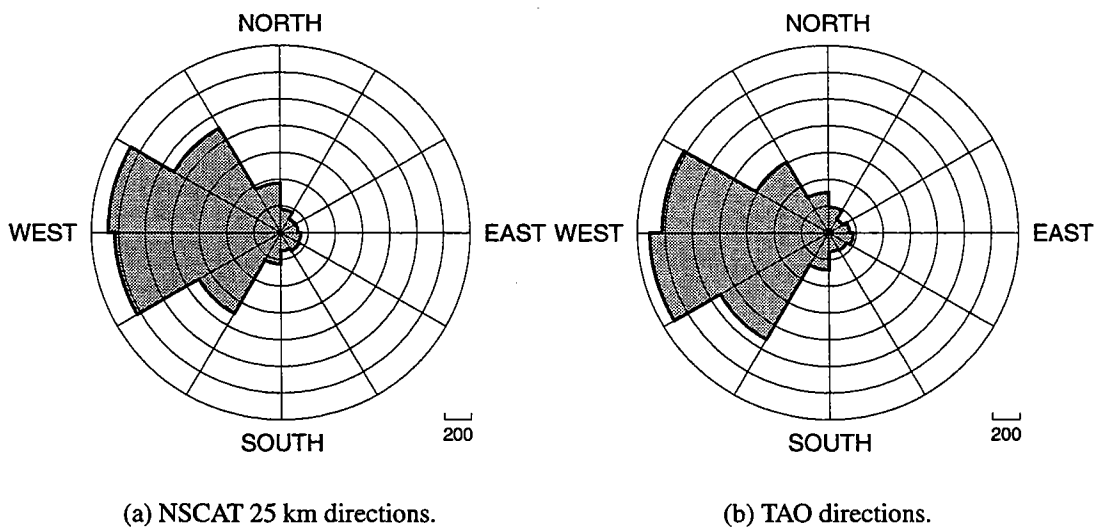 NORTH
WEST
EAST
SOUTH
200
(a) NSCAT 25 km directions.
NORTH
WEST
EAST
SOUTH
200
(b) TAO directions.